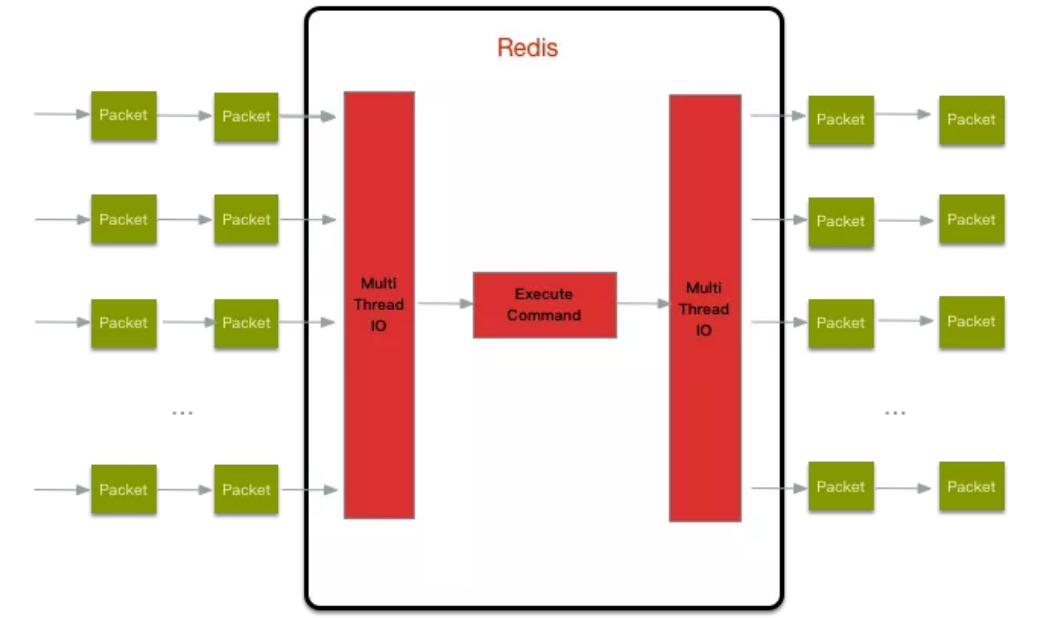 Redis
Packet Packet Packet Packet
Packet Packet Packet Packet
Multi
Thread
IO
Execute
Command
Multi
Thread
IO
Packet Packet Packet Packet
... ...
Packet Packet Packet Packet